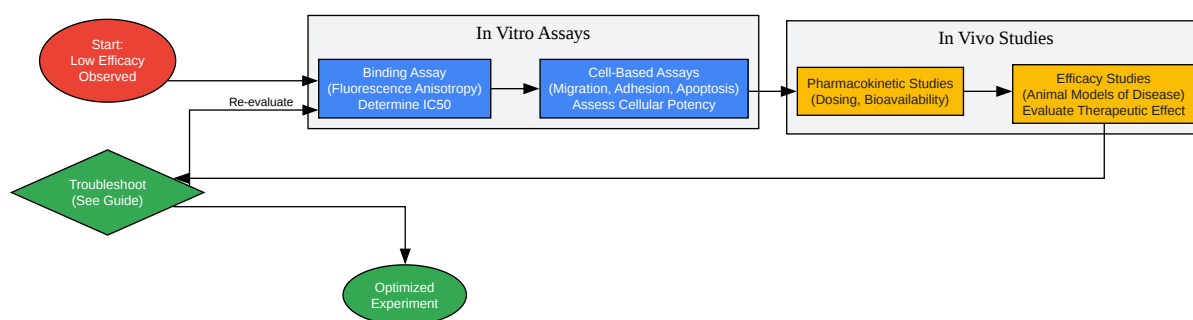 Start:
Low Efficacy
Observed
In Vitro Assays
Binding Assay
(Fluorescence Anisotropy)
Determine IC50
Cell-Based Assays
(Migration, Adhesion, Apoptosis)
Assess Cellular Potency
In Vivo Studies
Pharmacokinetic Studies
(Dosing, Bioavailability)
Efficacy Studies
(Animal Models of Disease)
Evaluate Therapeutic Effect
Re-evaluate
Troubleshoot
(See Guide)
Optimized
Experiment